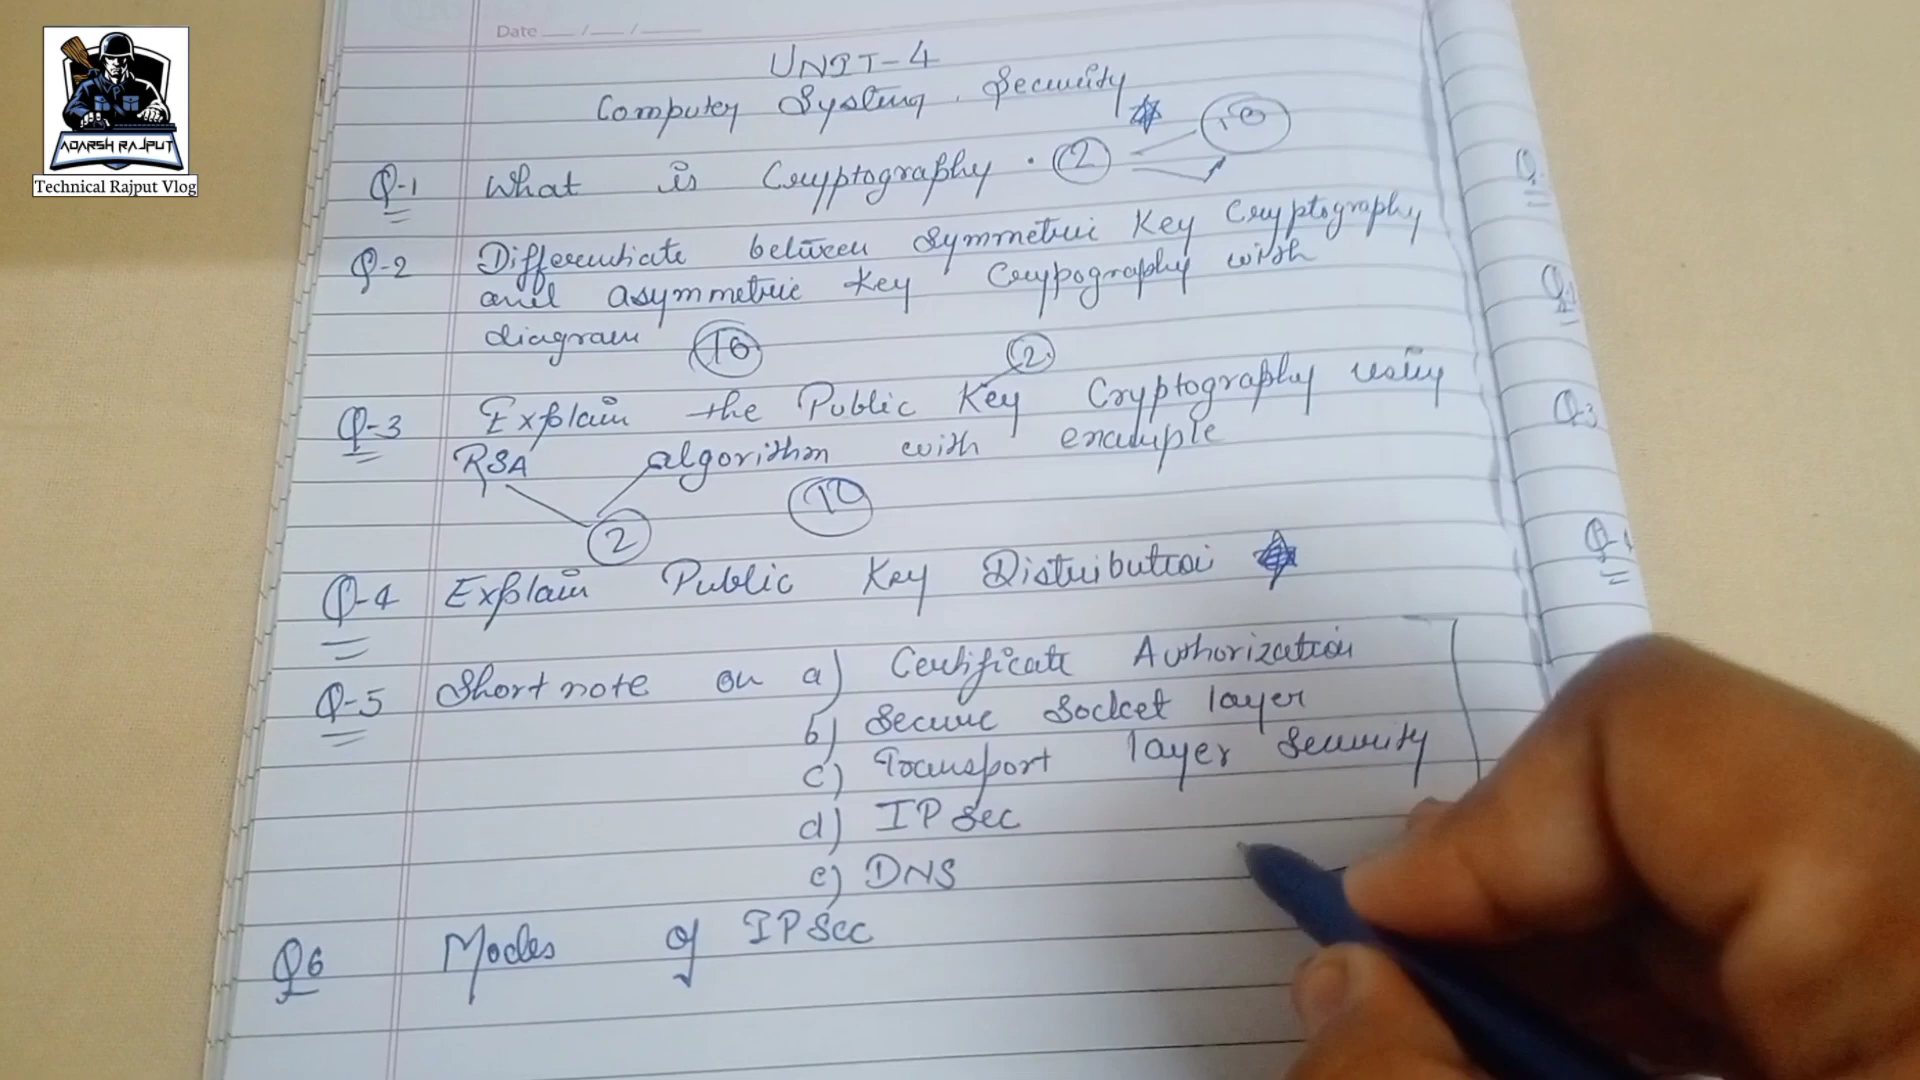 ADARSH RAJPUT
Technical Rajput Vlog
Date
UNIT-4
Computer System Security
Q-1 What is Cryptography. 2 10
Q-2 Differentiate between Symmetric Key Cryptography
and asymmetric Key Crypography with
diagram 10
2
Q-3 Explain the Public Key Cryptography using
RSA algorithm with example
10
2
Q-4 Explain Public Key Distribution
Q-5 Short note on a) Certificate Authorization
b) Secure Socket layer
c) Transport layer Security
d) IP Sec
e) DNS
Q6 Modes of IP Sec
Q-3